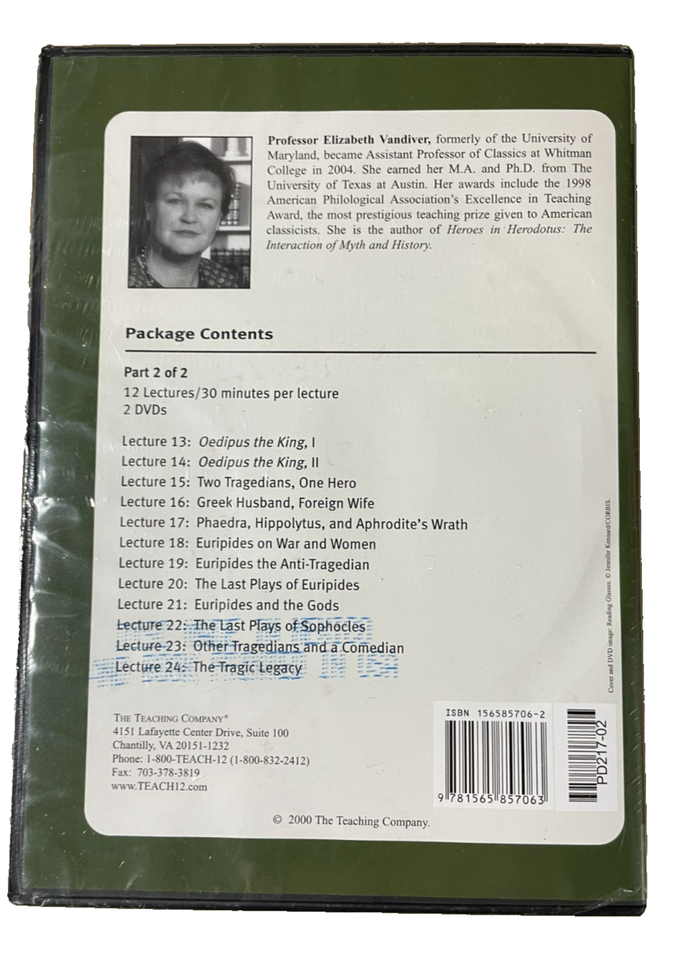 Professor Elizabeth Vandiver, formerly of the University of
Maryland, became Assistant Professor of Classics at Whitman
College in 2004. She earned her M.A. and Ph.D. from The
University of Texas at Austin. Her awards include the 1998
American Philological Association's Excellence in Teaching
Award, the most prestigious teaching prize given to American
classicists. She is the author of Heroes in Herodotus: The
Interaction of Myth and History.
Package Contents
Part 2 of 2
12 Lectures/30 minutes per lecture
2 DVDs
Lecture 13: Oedipus the King, I
Lecture 14: Oedipus the King, II
Lecture 15: Two Tragedians, One Hero
Lecture 16: Greek Husband, Foreign Wife
Lecture 17: Phaedra, Hippolytus, and Aphrodite's Wrath
Lecture 18: Euripides on War and Women
Lecture 19: Euripides the Anti-Tragedian
Lecture 20: The Last Plays of Euripides
Lecture 21: Euripides and the Gods
Lecture 22: The Last Plays of Sophocles
Lecture 23: Other Tragedians and a Comedian
Lecture 24: The Tragic Legacy
Cover and DVD image: Reading Glasses. © Jennifer Kennard/CORBIS.
THE TEACHING COMPANY®
4151 Lafayette Center Drive, Suite 100
Chantilly, VA 20151-1232
Phone: 1-800-TEACH-12 (1-800-832-2412)
Fax: 703-378-3819
www.TEACH12.com
ISBN 156585706-2
9 781565 857063
PD217-02
© 2000 The Teaching Company.